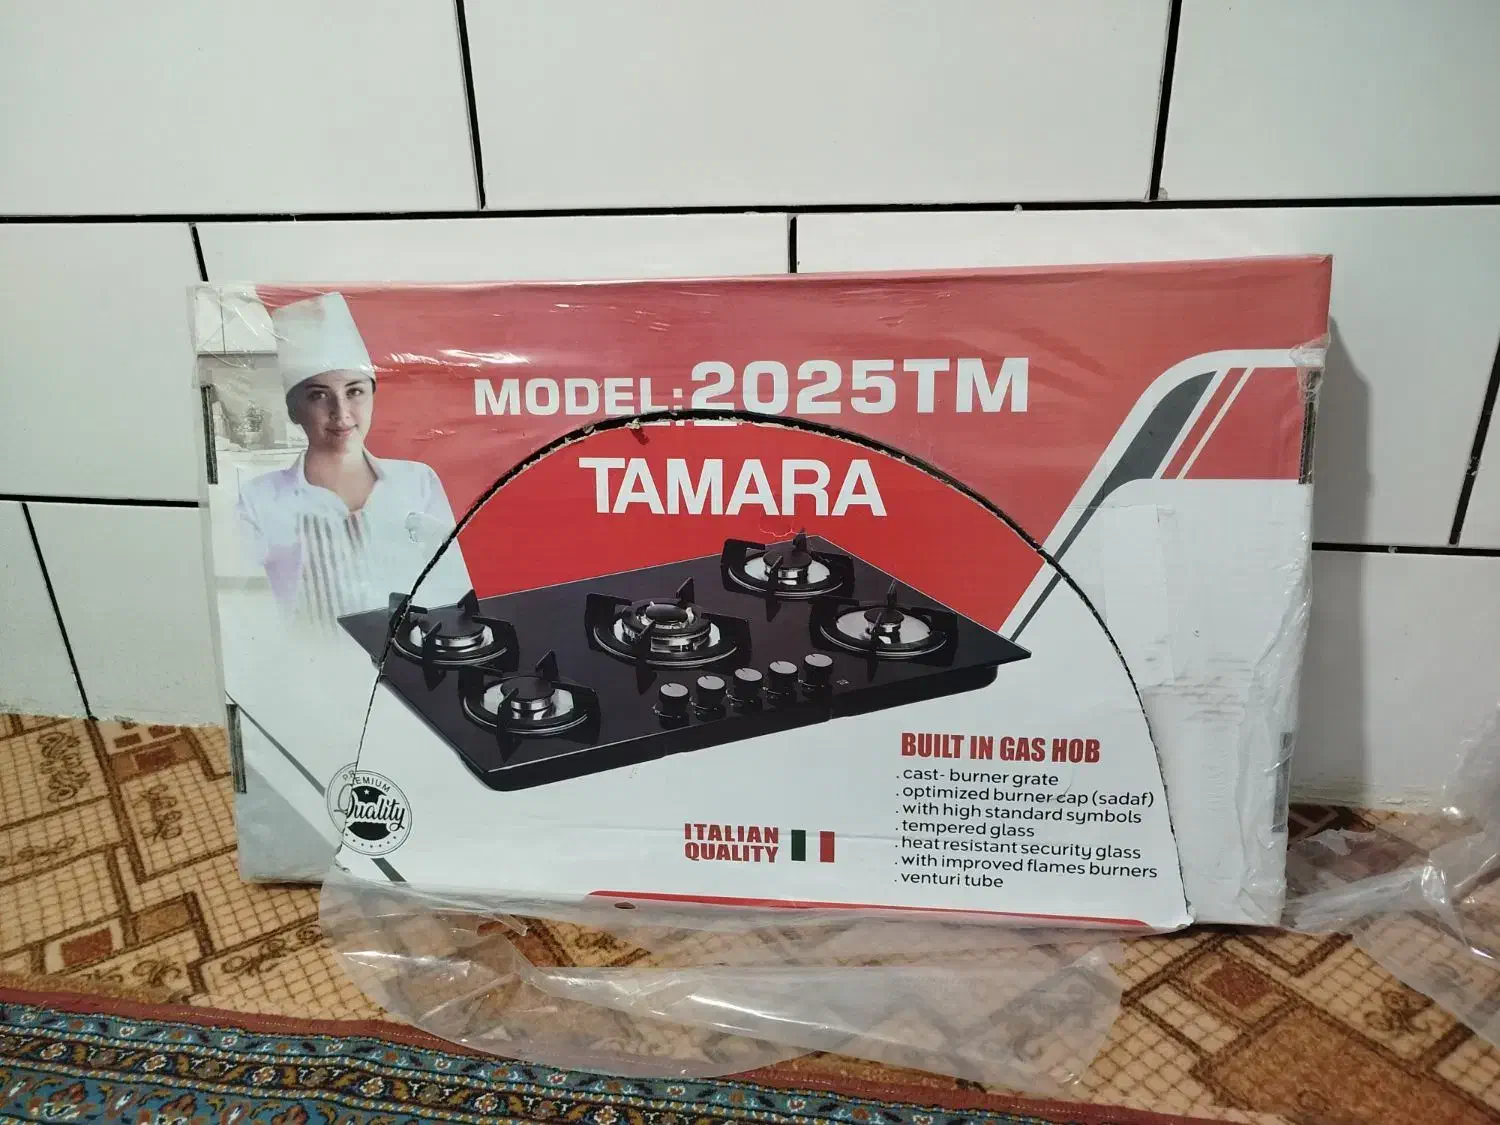 MODEL:2025TM
TAMARA
PREMIUM
Quality
ITALIAN
QUALITY
BUILT IN GAS HOB
. cast- burner grate
. optimized burner cap (sadaf)
. with high standard symbols
. tempered glass
. heat resistant security glass
. with improved flames burners
. venturi tube